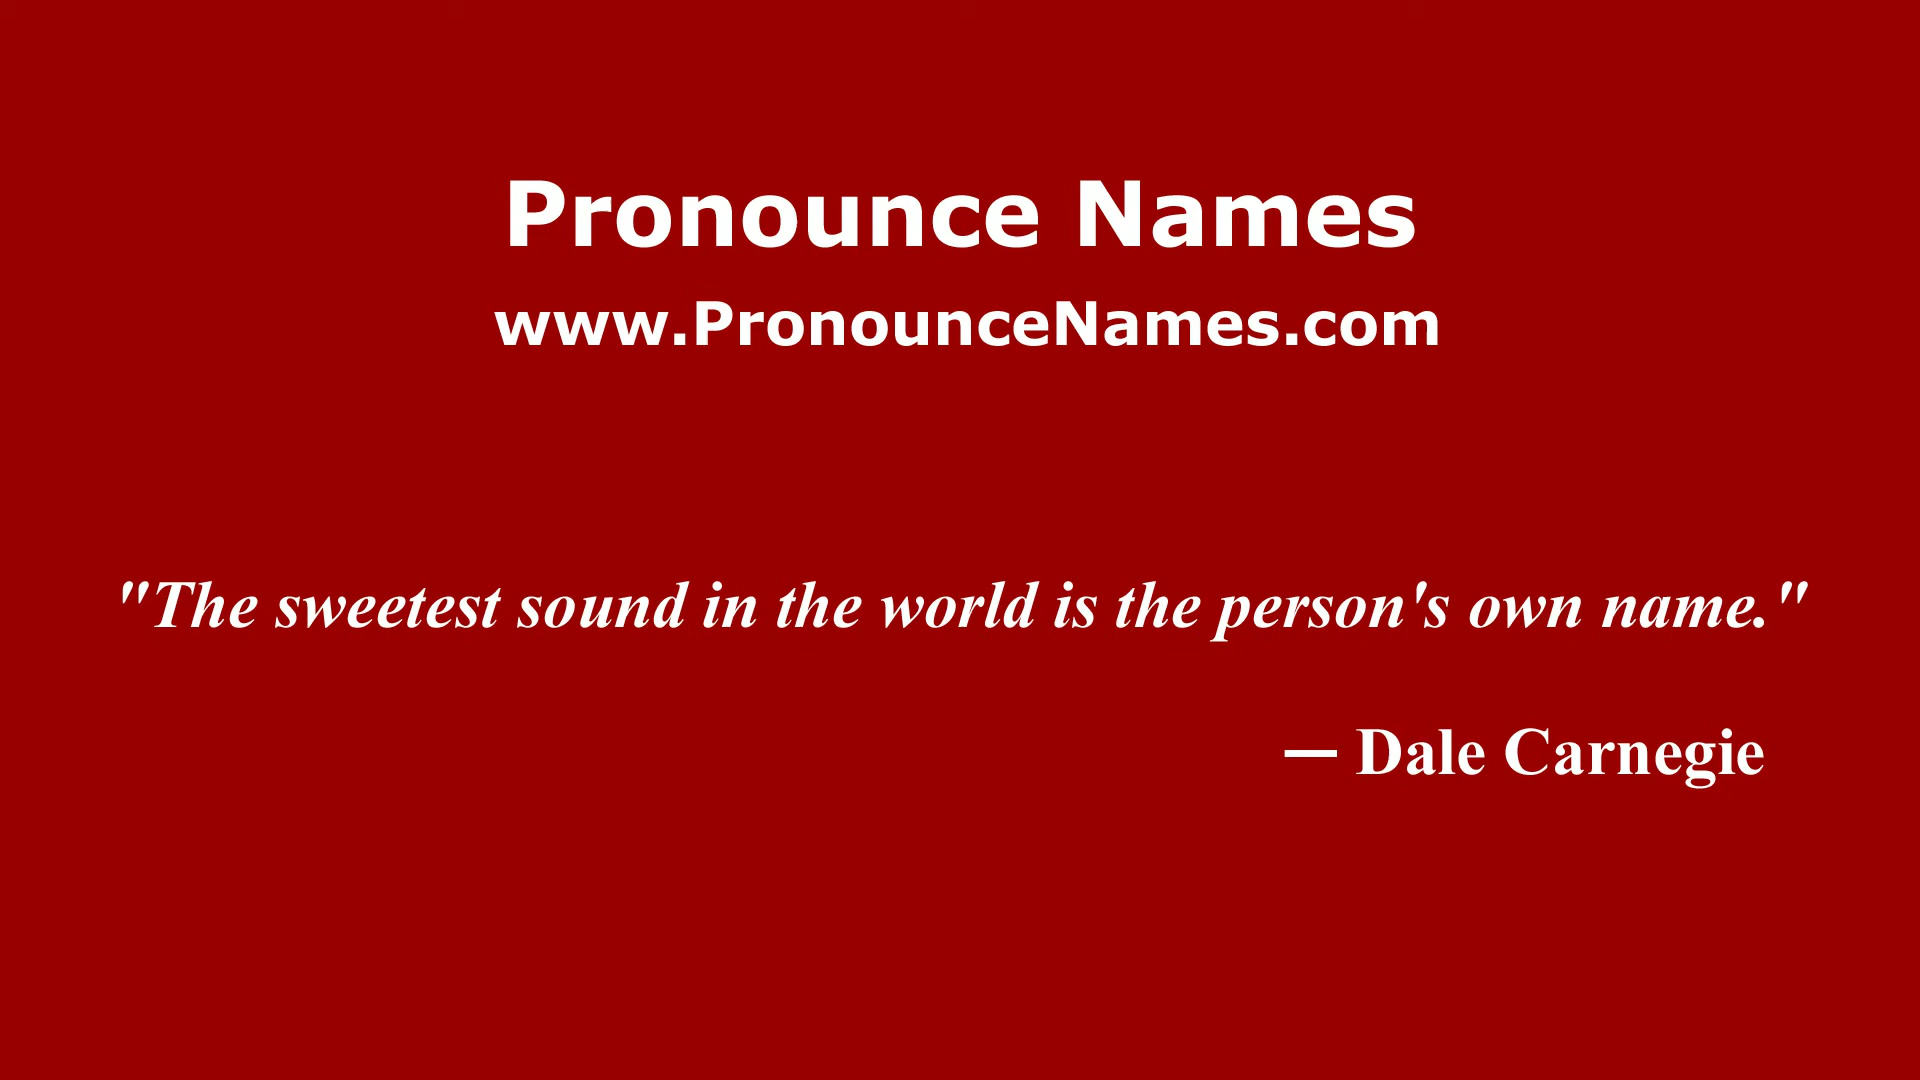 Pronounce Names
www.PronounceNames.com
"The sweetest sound in the world is the person's own name."
— Dale Carnegie